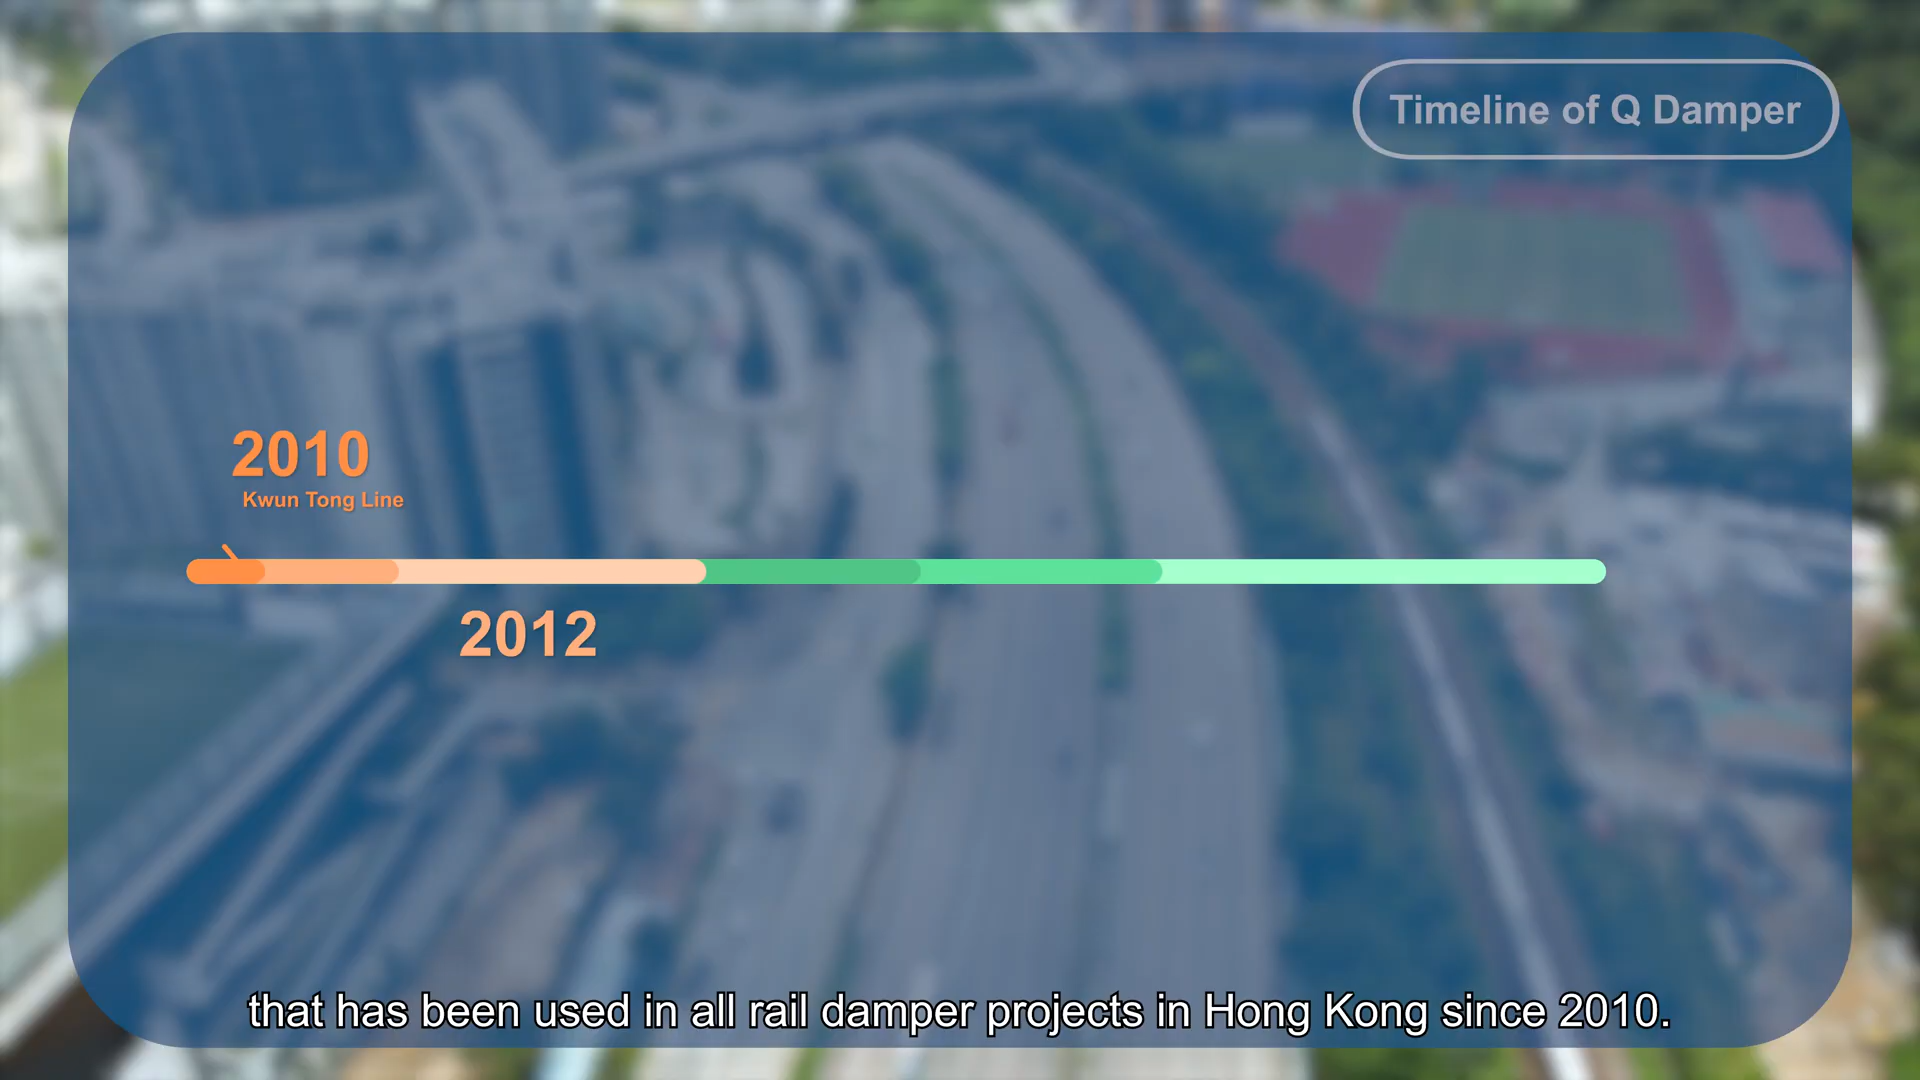 Timeline of Q Damper
2010
Kwun Tong Line
2012
that has been used in all rail damper projects in Hong Kong since 2010.